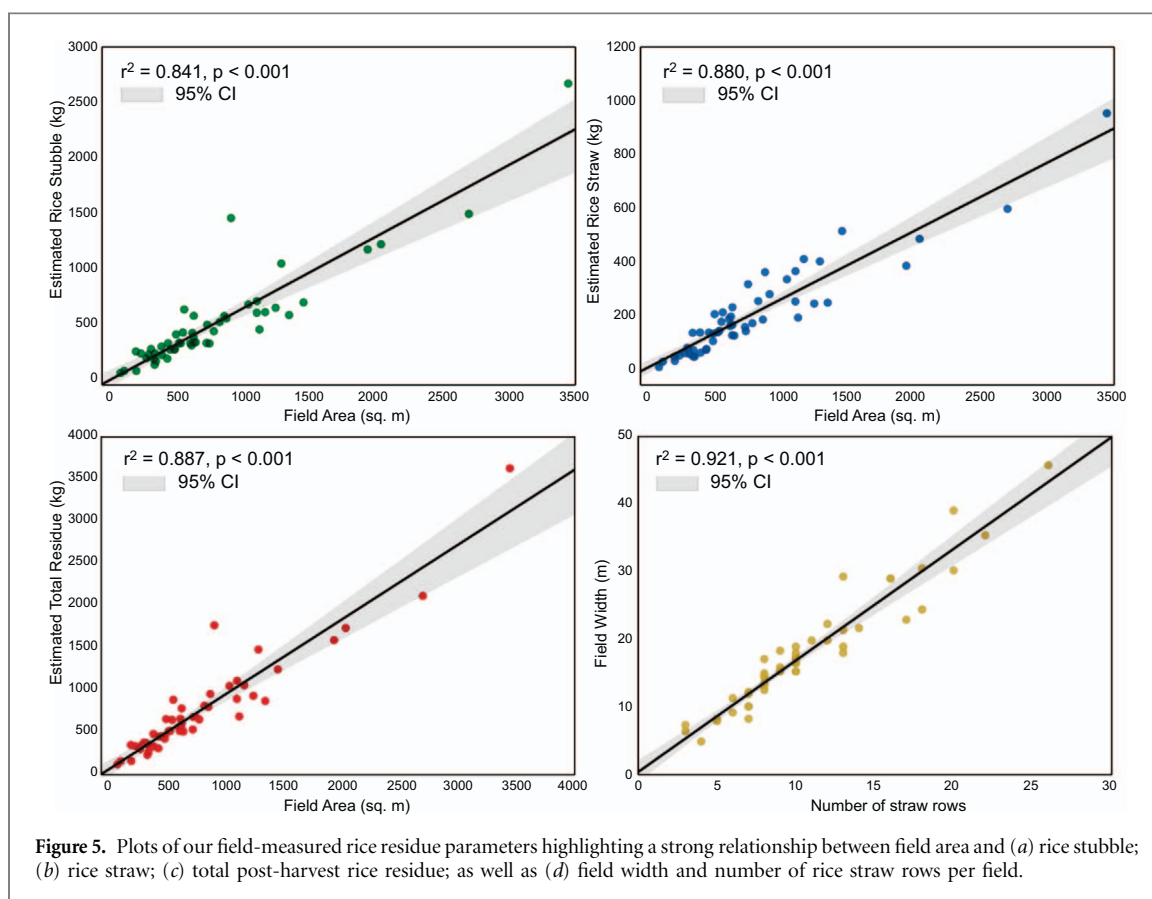 3000
2500
2000
1500
1000
500
0
Estimated Rice Stubble (kg)
r² = 0.841, p < 0.001
95% CI
0 500 1000 1500 2000 2500 3000 3500
Field Area (sq. m)
1200
1000
800
600
400
200
0
Estimated Rice Straw (kg)
r² = 0.880, p < 0.001
95% CI
0 500 1000 1500 2000 2500 3000 3500
Field Area (sq. m)
4000
3500
3000
2500
2000
1500
1000
500
0
Estimated Total Residue (kg)
r² = 0.887, p < 0.001
95% CI
0 500 1000 1500 2000 2500 3000 3500 4000
Field Area (sq. m)
50
40
30
20
10
0
Field Width (m)
r² = 0.921, p < 0.001
95% CI
0 5 10 15 20 25 30
Number of straw rows
Figure 5. Plots of our field-measured rice residue parameters highlighting a strong relationship between field area and (a) rice stubble;
(b) rice straw; (c) total post-harvest rice residue; as well as (d) field width and number of rice straw rows per field.